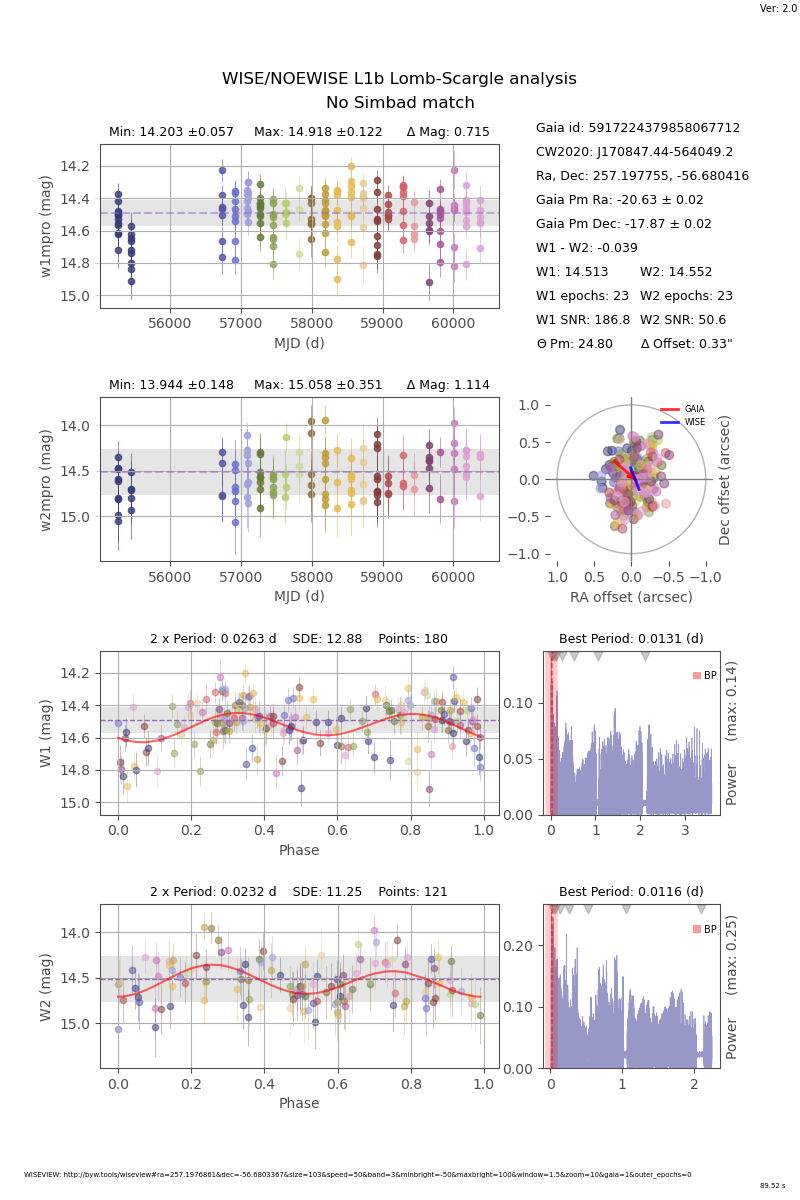 Ver: 2.0
WISE/NOEWISE L1b Lomb-Scargle analysis
No Simbad match
Min: 14.203 ±0.057 Max: 14.918 ±0.122 Δ Mag: 0.715
14.2
14.4
14.6
14.8
15.0
w1mpro (mag)
56000 57000 58000 59000 60000
MJD (d)
Gaia id: 5917224379858067712
CW2020: J170847.44-564049.2
Ra, Dec: 257.197755, -56.680416
Gaia Pm Ra: -20.63 ± 0.02
Gaia Pm Dec: -17.87 ± 0.02
W1 - W2: -0.039
W1: 14.513 W2: 14.552
W1 epochs: 23 W2 epochs: 23
W1 SNR: 186.8 W2 SNR: 50.6
Θ Pm: 24.80 Δ Offset: 0.33"
Min: 13.944 ±0.148 Max: 15.058 ±0.351 Δ Mag: 1.114
14.0
14.5
15.0
w2mpro (mag)
56000 57000 58000 59000 60000
MJD (d)
1.0
0.5
0.0
−0.5
−1.0
GAIA
WISE
Dec offset (arcsec)
1.0 0.5 0.0 −0.5 −1.0
RA offset (arcsec)
2 x Period: 0.0263 d SDE: 12.88 Points: 180
14.2
14.4
14.6
14.8
15.0
W1 (mag)
0.0 0.2 0.4 0.6 0.8 1.0
Phase
Best Period: 0.0131 (d)
0.10
0.05
0.00
BP
Power (max: 0.14)
0 1 2 3
2 x Period: 0.0232 d SDE: 11.25 Points: 121
14.0
14.5
15.0
W2 (mag)
0.0 0.2 0.4 0.6 0.8 1.0
Phase
Best Period: 0.0116 (d)
0.20
0.10
0.00
BP
Power (max: 0.25)
0 1 2
WISEVIEW: http://byw.tools/wiseview#ra=257.1976861&dec=-56.6803367&size=103&speed=50&band=3&minbright=-50&maxbright=100&window=1.5&zoom=10&gaia=1&outer_epochs=0
89.52 s